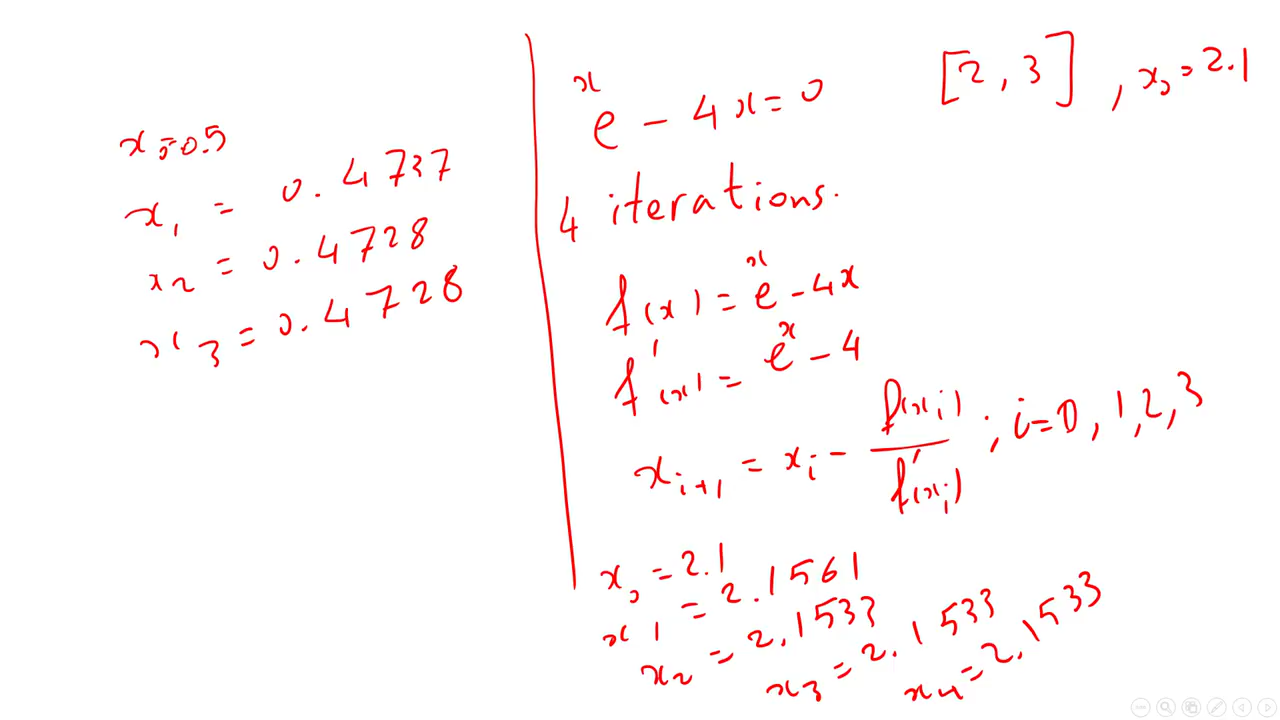 x₀=0.5
x₁ = 0.4737
x₂ = 0.4728
x₃ = 0.4728
eˣ - 4x = 0 [2, 3], x₀ = 2.1
4 iterations.
f(x) = eˣ - 4x
f'(x) = eˣ - 4
xᵢ₊₁ = xᵢ - f(xᵢ)/f'(xᵢ) ; i=0, 1, 2, 3
x₀ = 2.1
x₁ = 2.1561
x₂ = 2.1533
x₃ = 2.1533
x₄ = 2.1533